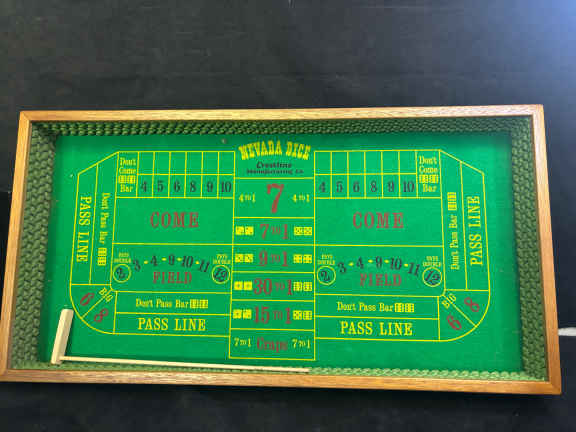 NEVADA DICE
Crestline
Manufacturing Co.
Don't
Come
Bar
4 5 6 8 9 10
4 TO 1 7 4 TO 1
4 5 6 8 9 10
Don't
Come
Bar
PASS LINE
Don't Pass Bar
COME
7 TO 1
COME
Don't Pass Bar
PASS LINE
9 TO 1
PAYS
DOUBLE
2 3 - 4 - 9 - 10 - 11
PAYS
DOUBLE
12
FIELD
30 TO 1
PAYS
DOUBLE
2 3 - 4 - 9 - 10 - 11
PAYS
DOUBLE
12
FIELD
BIG
6 8
Don't Pass Bar
PASS LINE
15 TO 1
Don't Pass Bar
PASS LINE
BIG
6 8
7 TO 1 Craps 7 TO 1